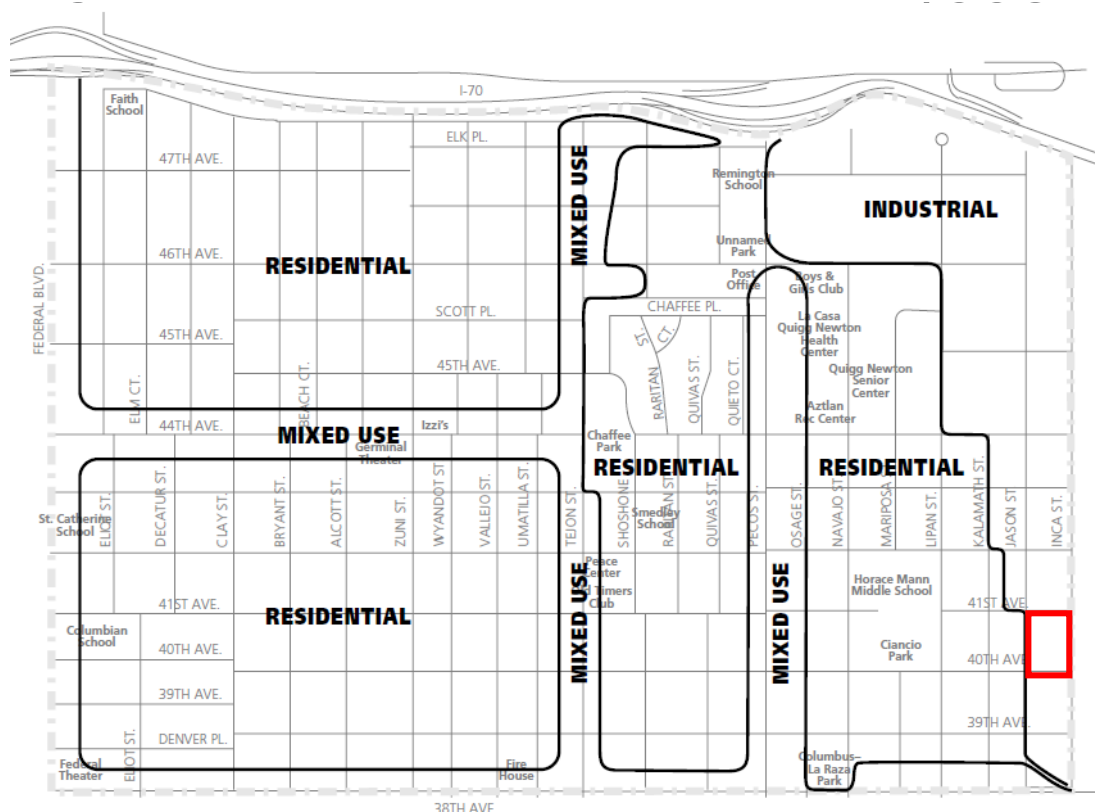 I-70
Faith
School
ELK PL.
47TH AVE.
MIXED USE
Remington
School
INDUSTRIAL
46TH AVE.
RESIDENTIAL
Unnamed
Park
Post
Office
Boys &
Girls Club
FEDERAL BLVD.
SCOTT PL.
CHAFFEE PL.
La Casa
Quigg Newton
Health
Center
45TH AVE.
ST.
CT.
45TH AVE.
Quigg Newton
Senior
Center
ELM CT.
BEACH CT.
RARITAN
QUIVAS ST.
QUIETO CT.
Aztlan
Rec Center
44TH AVE.
MIXED USE
Izzi's
Germinal
Theater
Chaffee
Park
RESIDENTIAL
RESIDENTIAL
St. Catherine
School
ELIOT ST.
DECATUR ST.
CLAY ST.
BRYANT ST.
ALCOTT ST.
ZUNI ST.
WYANDOT ST.
VALLEJO ST.
UMATILLA ST.
TEJON ST.
SHOSHONE
RARITAN ST.
QUIVAS ST.
PECOS ST.
OSAGE ST.
NAVAJO ST.
MARIPOSA
LIPAN ST.
KALAMATH ST.
JASON ST
INCA ST.
Smedley
School
Peace
Center
d Timers
Club
Horace Mann
Middle School
41ST AVE.
RESIDENTIAL
MIXED USE
MIXED USE
41ST AVE.
Columbian
School
40TH AVE.
Ciancio
Park
40TH AVE
39TH AVE.
39TH AVE.
DENVER PL.
ELIOT ST.
Federal
Theater
Fire
House
Columbus–
La Raza
Park
38TH AVE